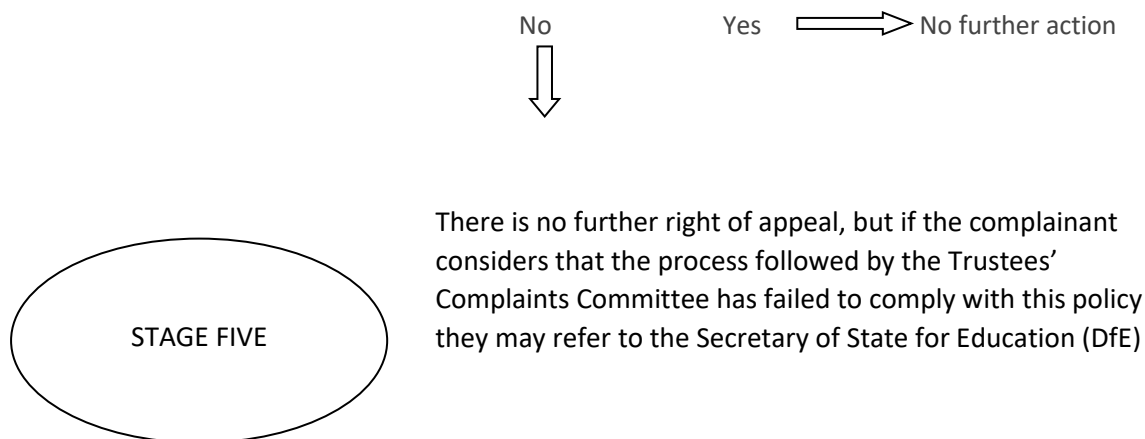 No Yes No further action
There is no further right of appeal, but if the complainant
considers that the process followed by the Trustees’
Complaints Committee has failed to comply with this policy
they may refer to the Secretary of State for Education (DfE)
STAGE FIVE